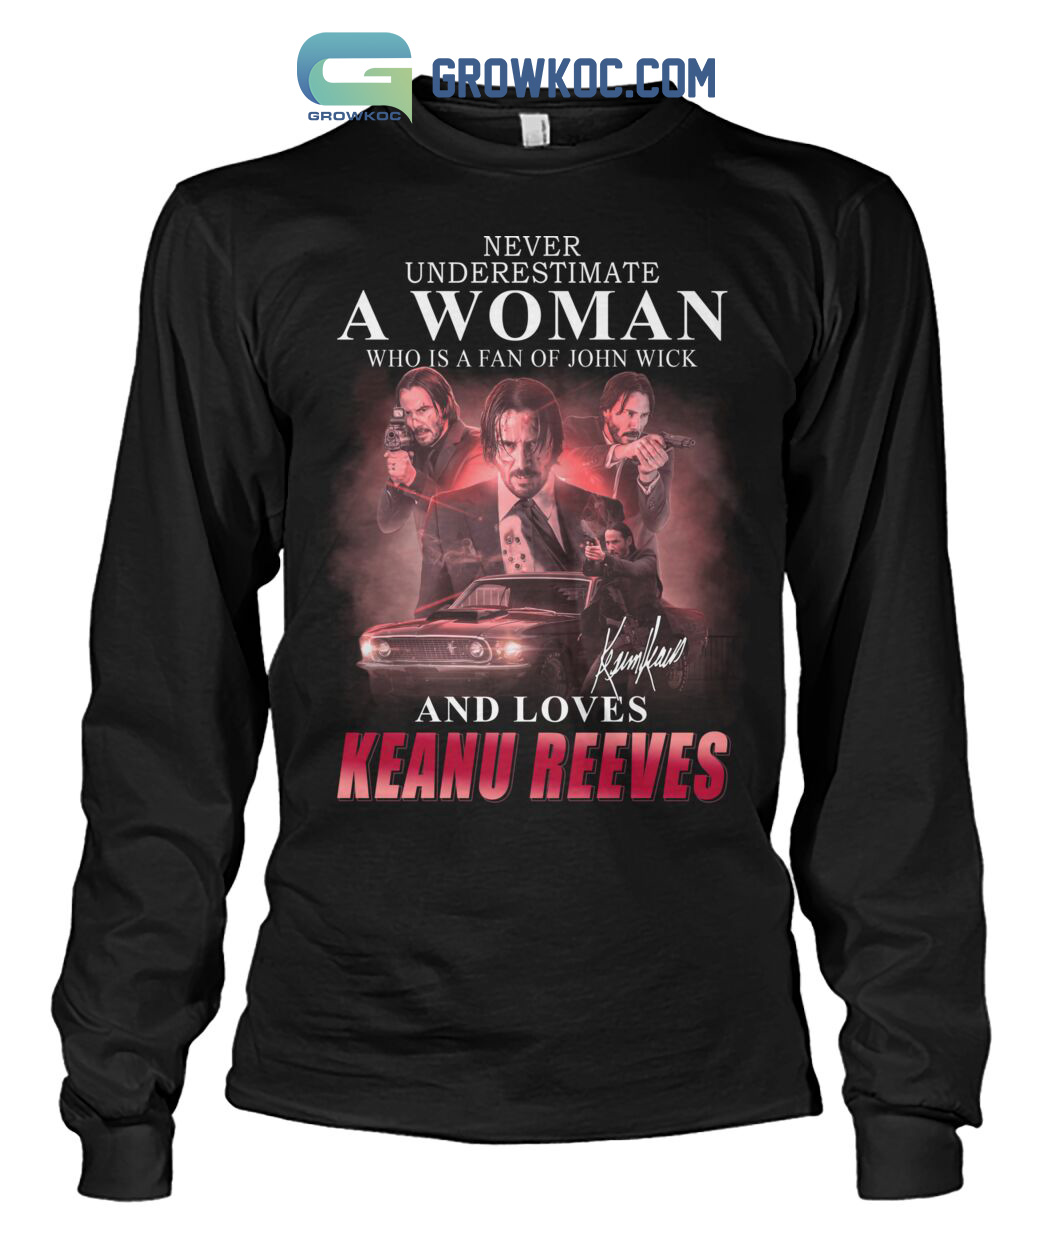 GROWKOC.COM
GROWKOC
NEVER
UNDERESTIMATE
A WOMAN
WHO IS A FAN OF JOHN WICK
AND LOVES
KEANU REEVES